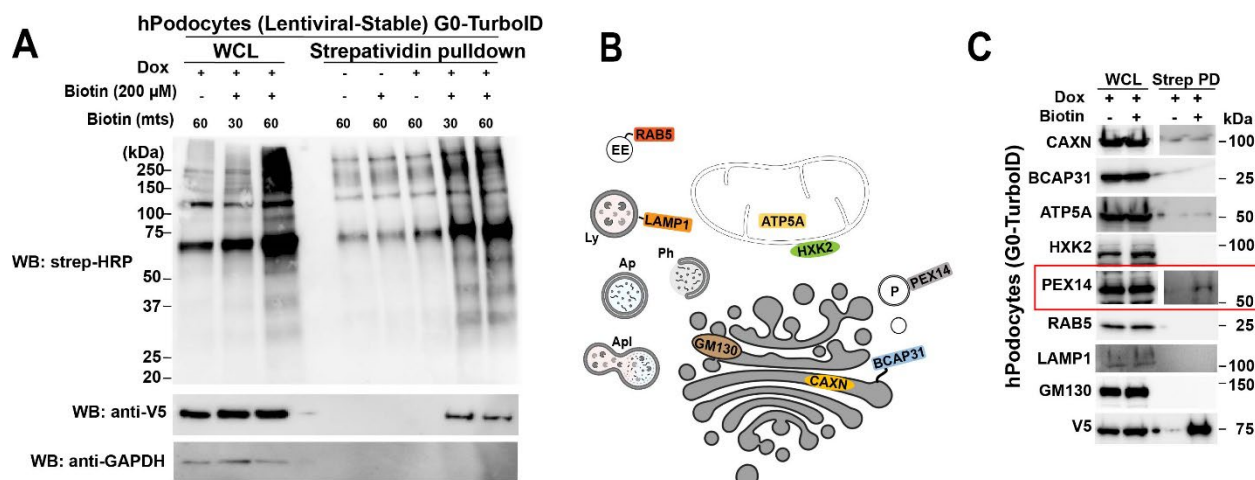 A
hPodocytes (Lentiviral-Stable) G0-TurboID
WCL
Strepatividin pulldown
Dox + + + - - + + +
Biotin (200 µM) - + + - + - + +
Biotin (mts) 60 30 60 60 60 60 30 60
(kDa)
250
150
100
75
50
37
25
20
WB: strep-HRP
WB: anti-V5
WB: anti-GAPDH
B
RAB5
EE
LAMP1
Ly
ATP5A
HXK2
Ap
Ph
P
PEX14
Apl
GM130
BCAP31
CAXN
C
WCL Strep PD
Dox + + + +
Biotin - + - + kDa
hPodocytes (G0-TurboID)
CAXN 100
BCAP31 25
ATP5A 50
HXK2 100
PEX14 50
RAB5 25
LAMP1 100
GM130 150
V5 75